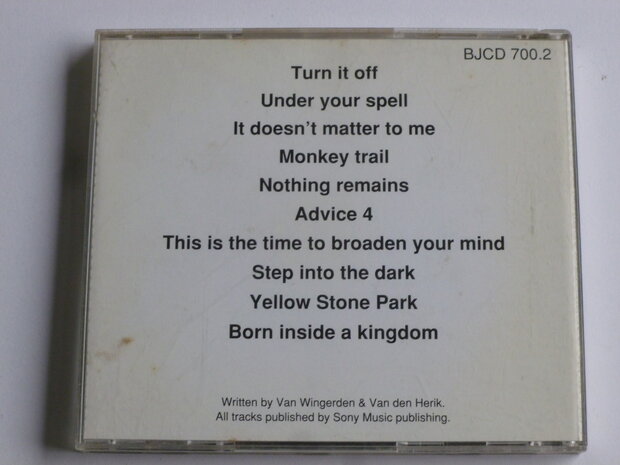 BJCD 700.2
Turn it off
Under your spell
It doesn't matter to me
Monkey trail
Nothing remains
Advice 4
This is the time to broaden your mind
Step into the dark
Yellow Stone Park
Born inside a kingdom
Written by Van Wingerden & Van den Herik.
All tracks published by Sony Music publishing.